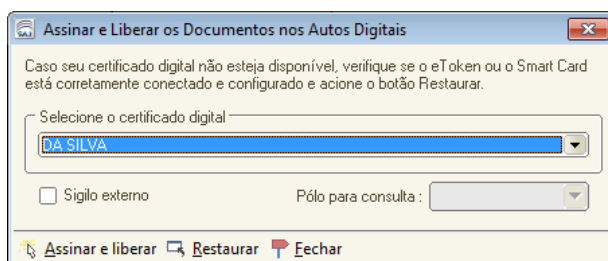 Assinar e Liberar os Documentos nos Autos Digitais
Caso seu certificado digital não esteja disponível, verifique se o eToken ou o Smart Card
está corretamente conectado e configurado e acione o botão Restaurar.
Selecione o certificado digital
DA SILVA
Sigilo externo Pólo para consulta :
Assinar e liberar Restaurar Fechar